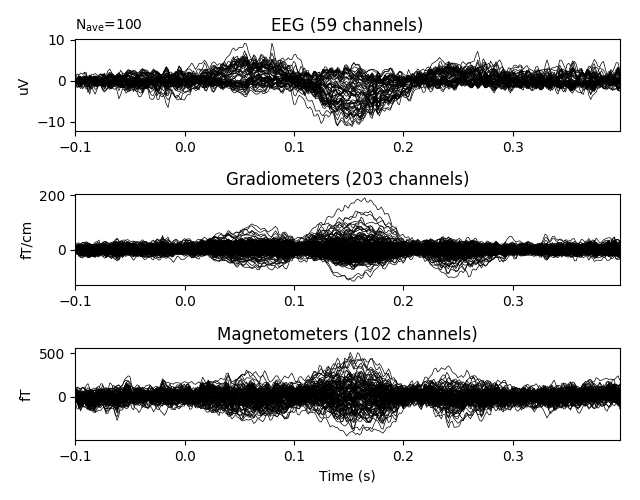 N_ave=100
EEG (59 channels)
10
0
−10
uV
−0.1 0.0 0.1 0.2 0.3
Gradiometers (203 channels)
200
0
fT/cm
−0.1 0.0 0.1 0.2 0.3
Magnetometers (102 channels)
500
0
fT
−0.1 0.0 0.1 0.2 0.3
Time (s)